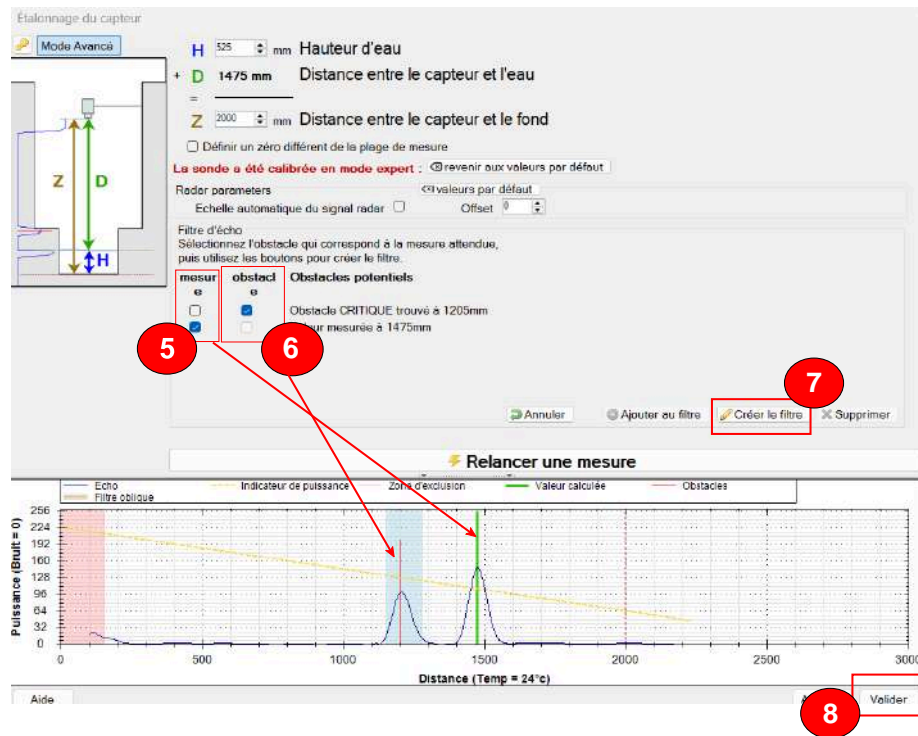 Étalonnage du capteur
Mode Avancé
H 525 mm Hauteur d'eau
+ D 1475 mm Distance entre le capteur et l'eau
=
Z 2000 mm Distance entre le capteur et le fond
Définir un zéro différent de la plage de mesure
La sonde a été calibrée en mode expert : revenir aux valeurs par défaut
Radar parameters valeurs par défaut
Echelle automatique du signal radar Offset 0
Z D
H
Filtre d'écho
Sélectionnez l'obstacle qui correspond à la mesure attendue,
puis utilisez les boutons pour créer le filtre.
mesur obstacl Obstacles potentiels
e e
Obstacle CRITIQUE trouvé à 1205mm
mesurée à 1475mm
5 6
7
Annuler Ajouter au filtre Créer le filtre Supprimer
Relancer une mesure
Echo Indicateur de puissance Zone d'exclusion Valeur calculée Obstacles
Filtre oblique
Puissance (Bruit = 0)
256
224
192
160
128
96
64
32
0
0 500 1000 1500 2000 2500 3000
Distance (Temp = 24°c)
Aide Valider
8